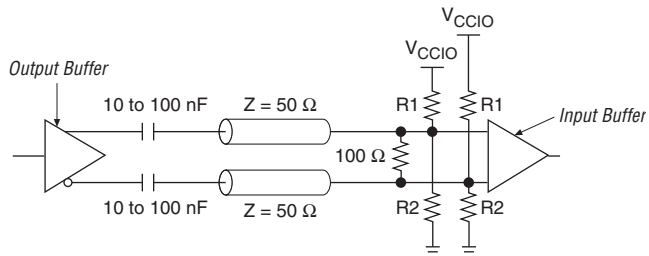 V_CCIO
V_CCIO
Output Buffer
10 to 100 nF
Z = 50 Ω
R1
R1
Input Buffer
100 Ω
10 to 100 nF
Z = 50 Ω
R2
R2